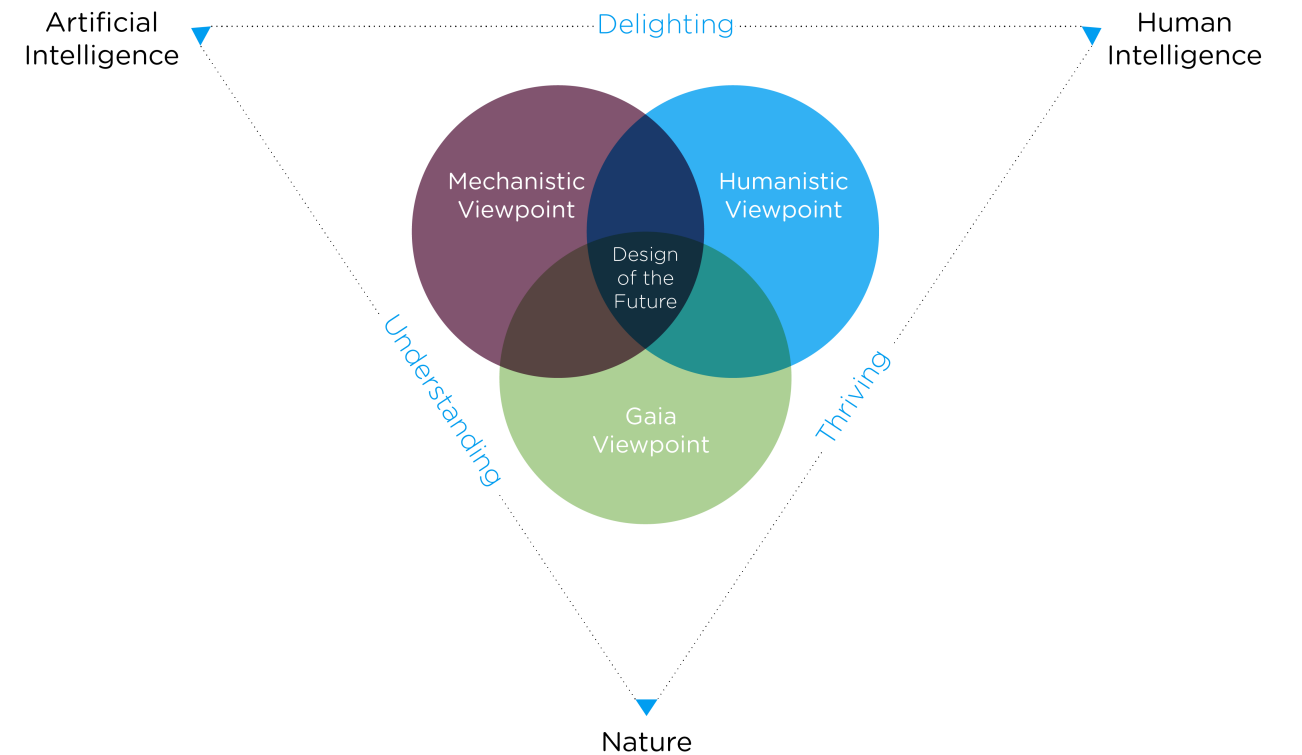 Artificial
Intelligence
Delighting
Human
Intelligence
Mechanistic
Viewpoint
Humanistic
Viewpoint
Design
of the
Future
Understanding
Thriving
Gaia
Viewpoint
Nature